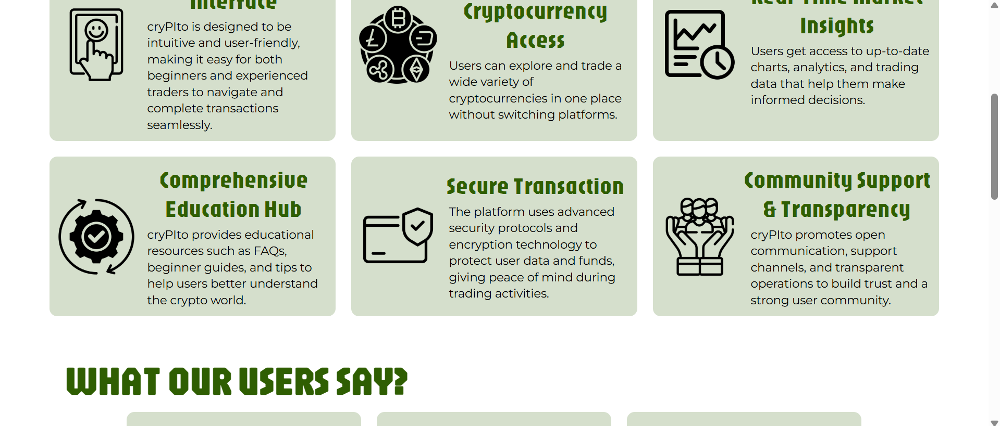 Interface
cryPIto is designed to be
intuitive and user-friendly,
making it easy for both
beginners and experienced
traders to navigate and
complete transactions
seamlessly.
Cryptocurrency
Access
Users can explore and trade a
wide variety of
cryptocurrencies in one place
without switching platforms.
Real-Time Market
Insights
Users get access to up-to-date
charts, analytics, and trading
data that help them make
informed decisions.
Comprehensive
Education Hub
cryPIto provides educational
resources such as FAQs,
beginner guides, and tips to
help users better understand
the crypto world.
Secure Transaction
The platform uses advanced
security protocols and
encryption technology to
protect user data and funds,
giving peace of mind during
trading activities.
Community Support
& Transparency
cryPIto promotes open
communication, support
channels, and transparent
operations to build trust and a
strong user community.
WHAT OUR USERS SAY?